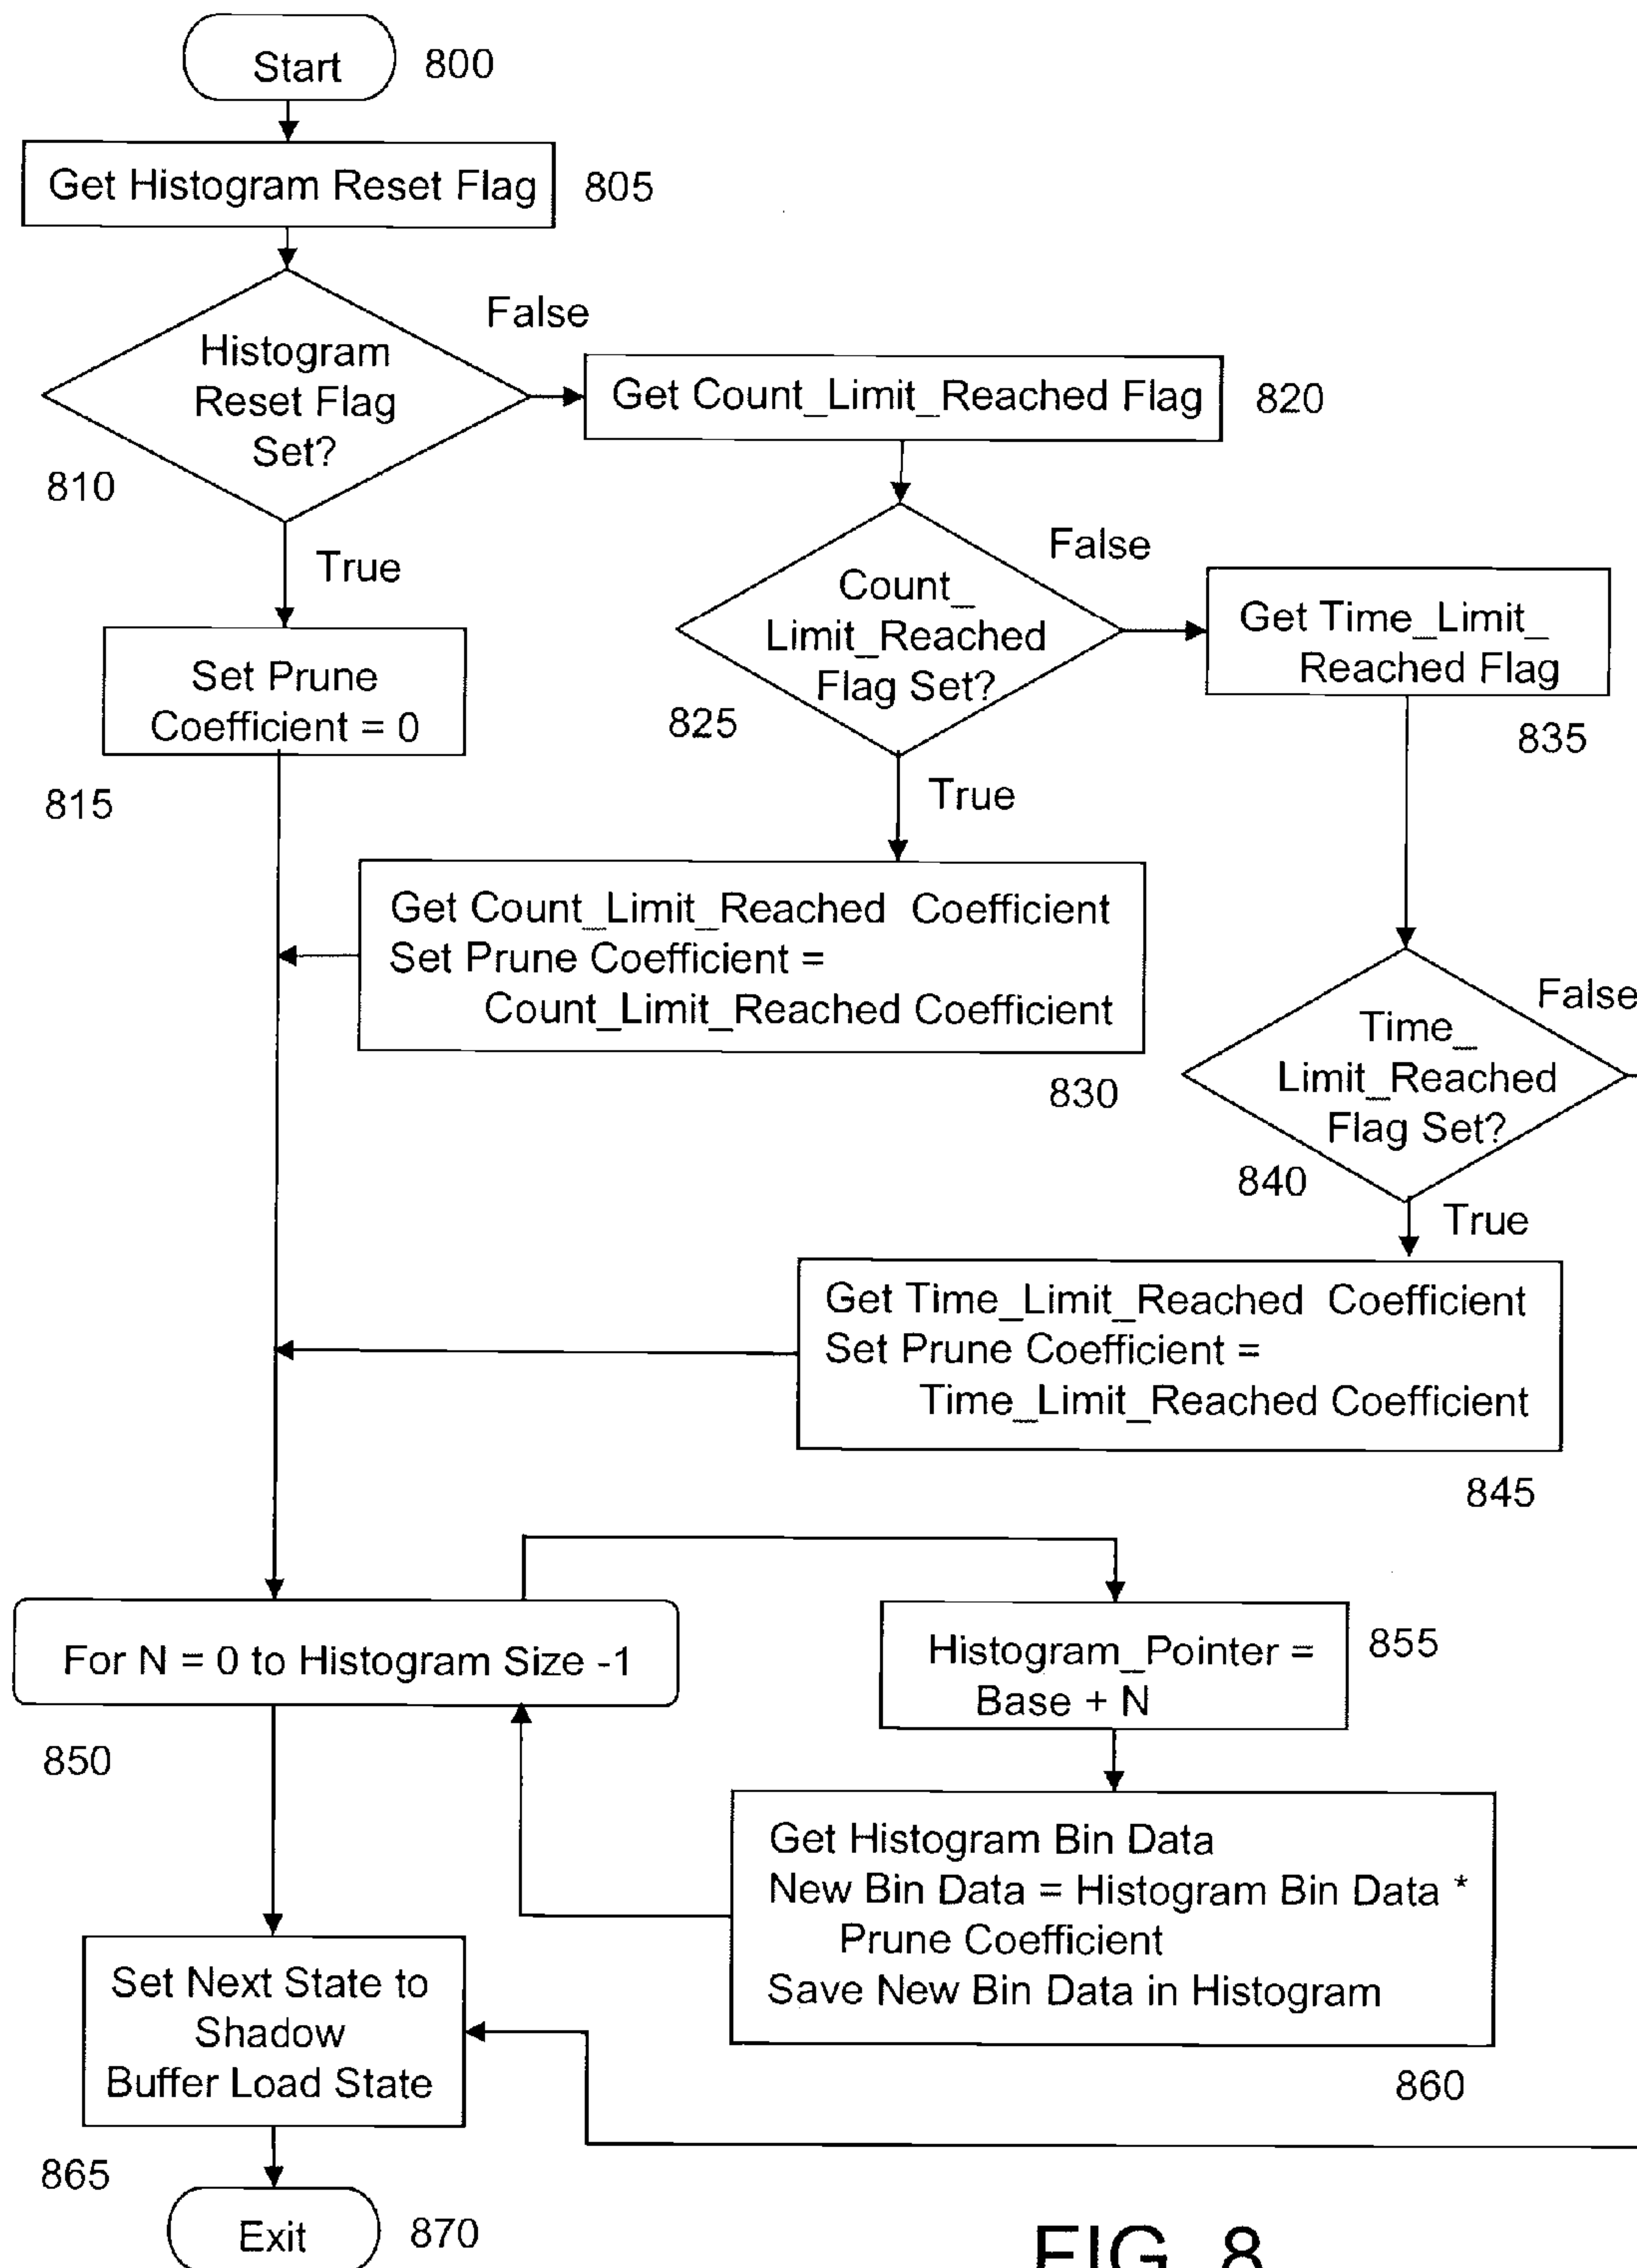 Start
800
Get Histogram Reset Flag
805
False
Histogram
Reset Flag
Set?
810
True
Get Count_Limit_Reached Flag
820
Count_
Limit_Reached
Flag Set?
825
False
True
Get Time_Limit_
Reached Flag
835
Set Prune
Coefficient = 0
815
Get Count_Limit_Reached Coefficient
Set Prune Coefficient =
Count_Limit_Reached Coefficient
830
Time_
Limit_Reached
Flag Set?
840
False
True
Get Time_Limit_Reached Coefficient
Set Prune Coefficient =
Time_Limit_Reached Coefficient
845
For N = 0 to Histogram Size -1
850
Histogram_Pointer =
Base + N
855
Get Histogram Bin Data
New Bin Data = Histogram Bin Data *
Prune Coefficient
Save New Bin Data in Histogram
860
Set Next State to
Shadow
Buffer Load State
865
Exit
870
FIG. 8